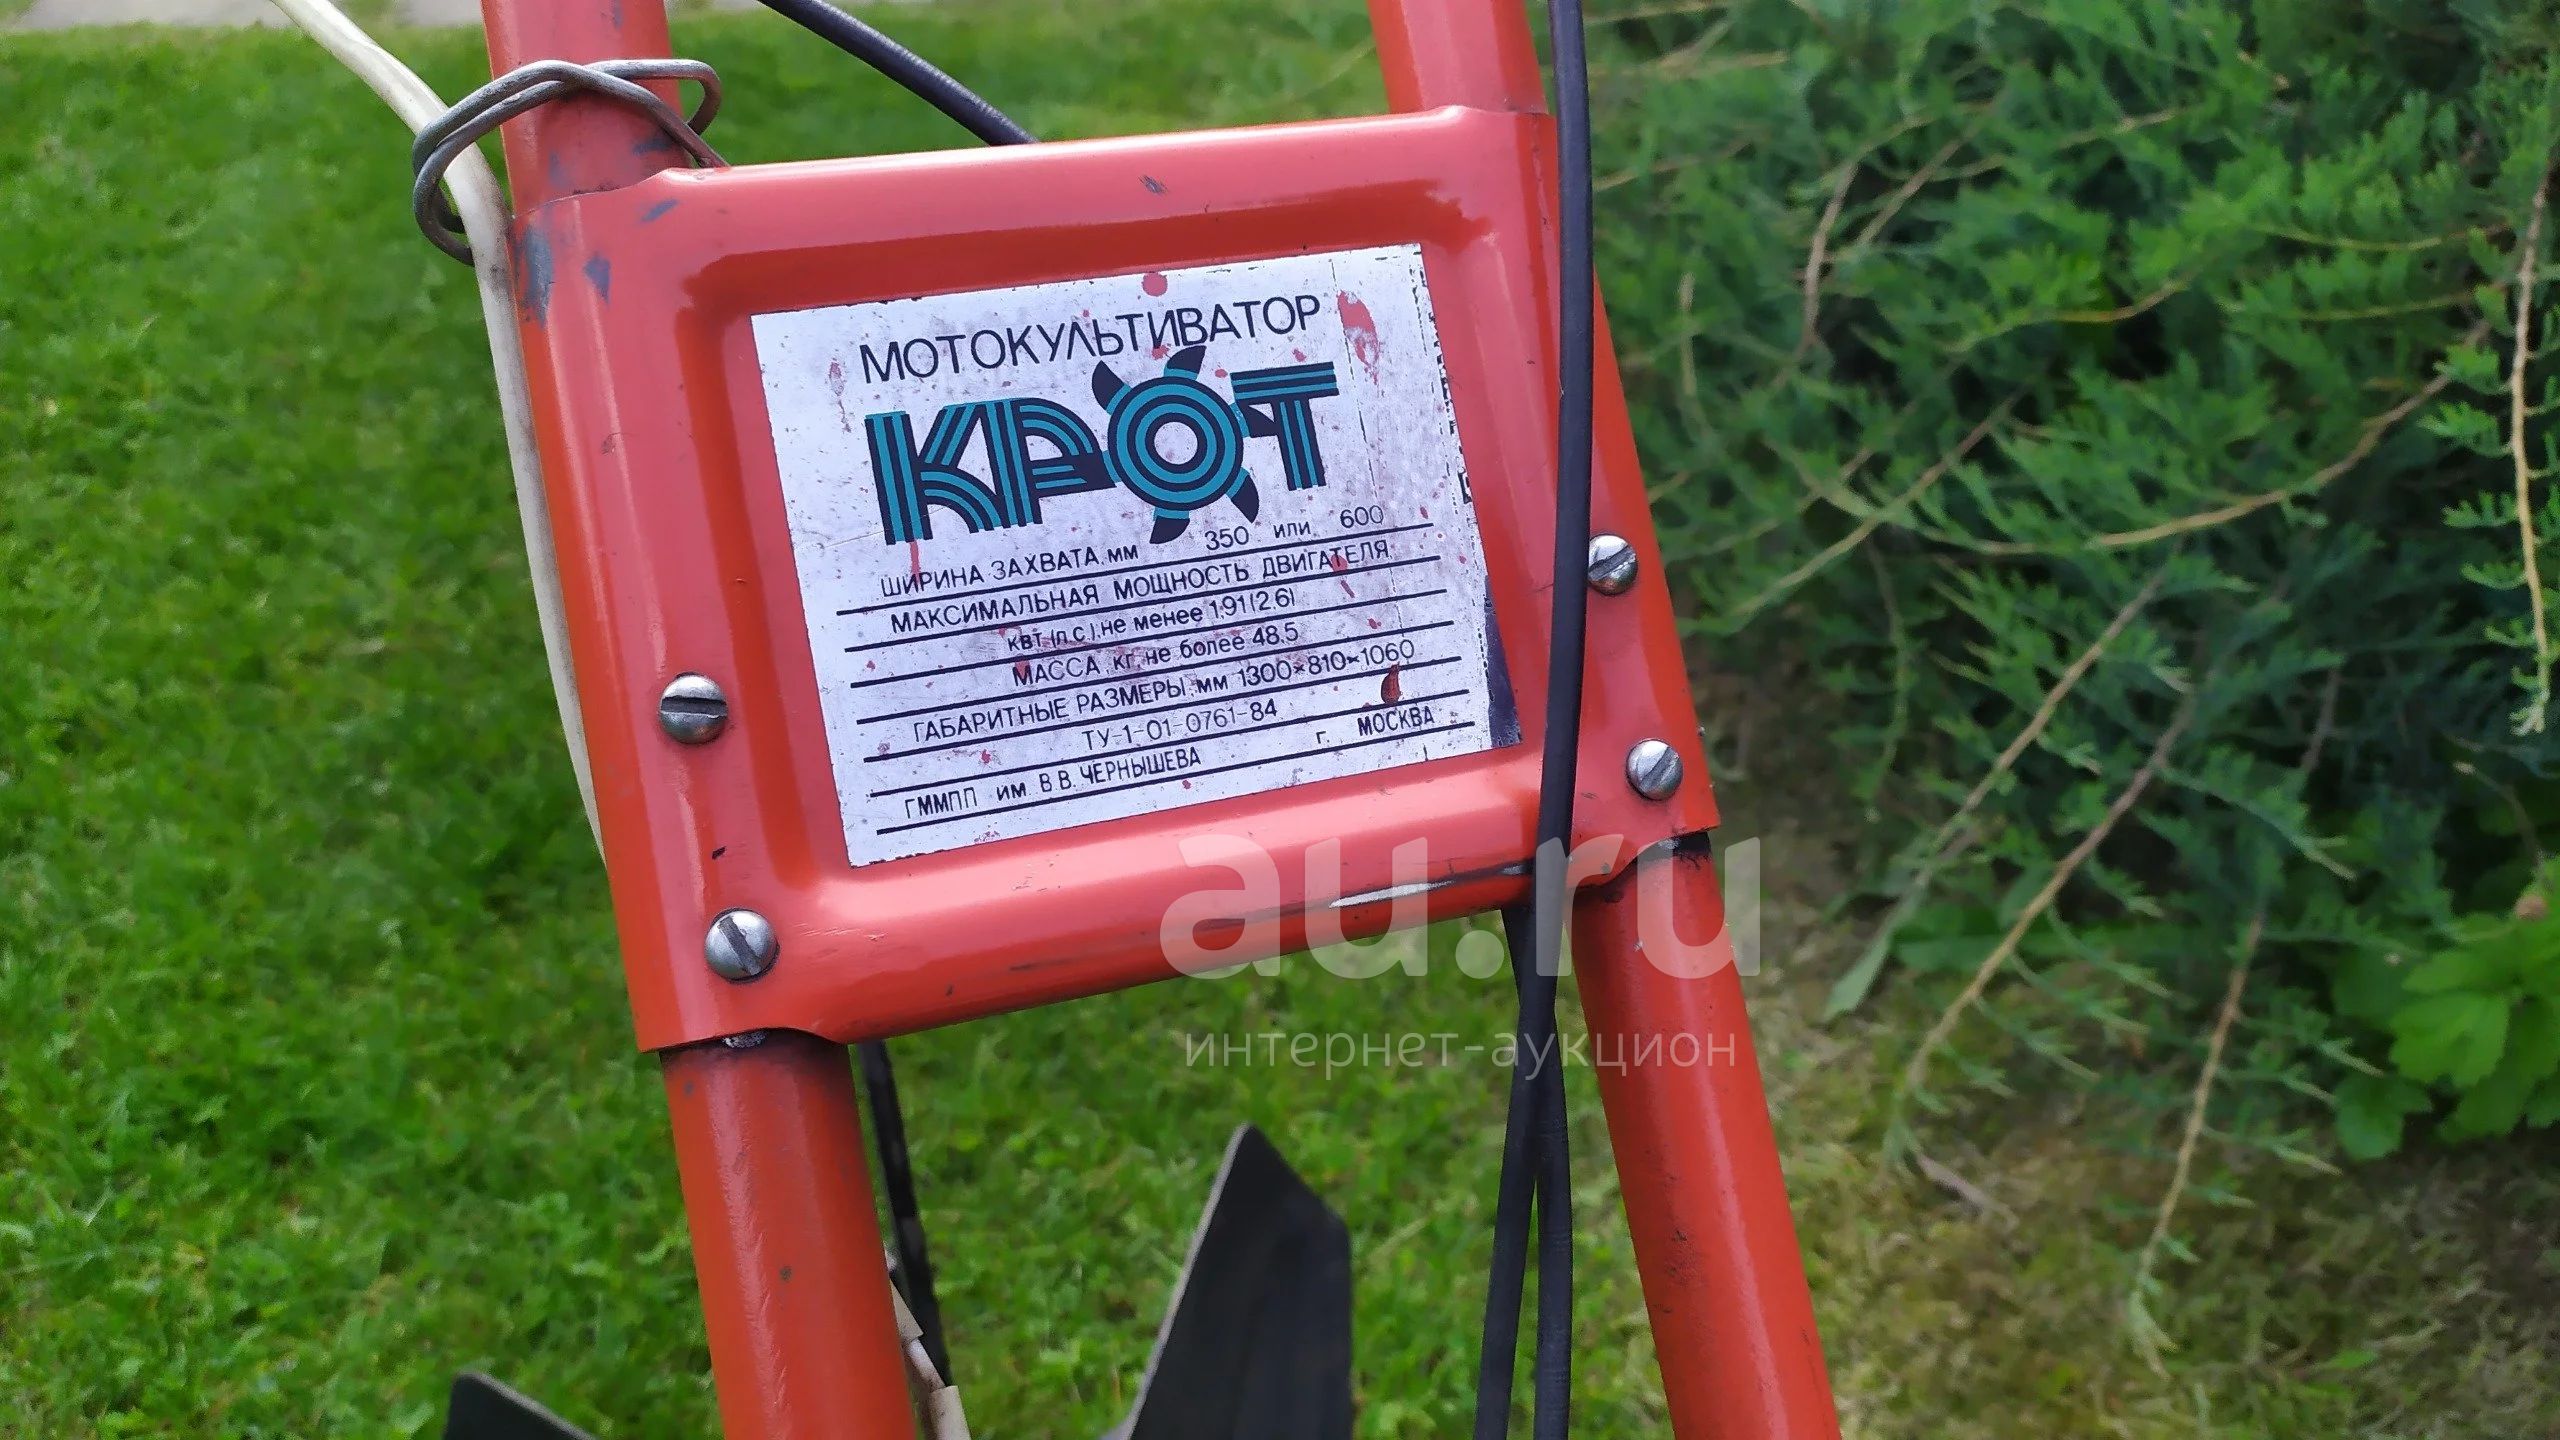 МОТОКУЛЬТИВАТОР
КРОТ
ШИРИНА ЗАХВАТА, мм 350 или 600
МАКСИМАЛЬНАЯ МОЩНОСТЬ ДВИГАТЕЛЯ
квт (л.с.), не менее 1,91(2.6)
МАССА, кг, не более 48.5
ГАБАРИТНЫЕ РАЗМЕРЫ, мм 1300×810×1060
ТУ-1-01-0761-84
ГММПП им В.В. ЧЕРНЫШЕВА г. МОСКВА
au.ru
интернет-аукцион